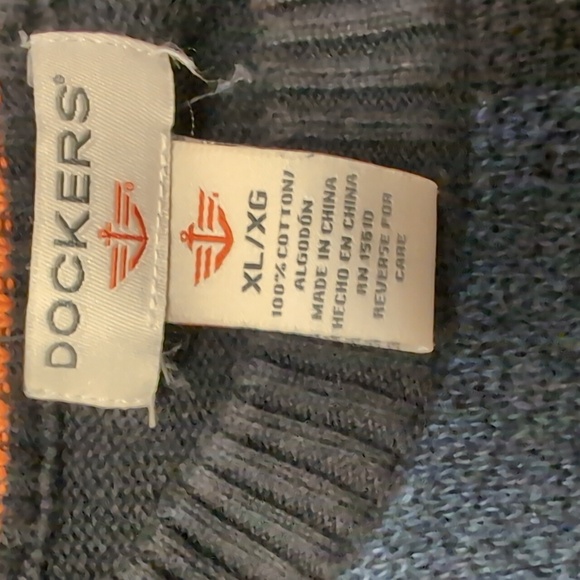 DOCKERS®
XL/XG
100% COTTON/
ALGODÓN
MADE IN CHINA
HECHO EN CHINA
RN 15610
REVERSE FOR
CARE